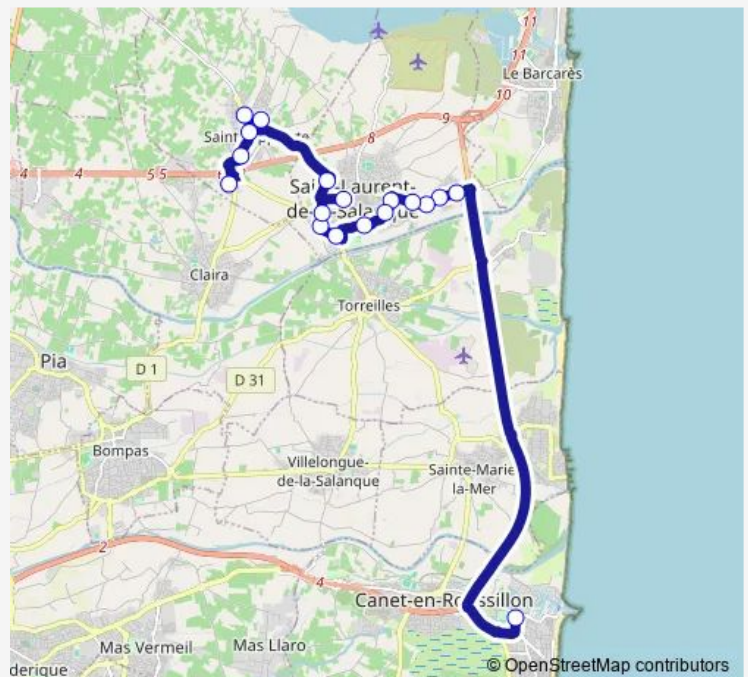 11
11
Le Barcarès
10
9
8
Saint
4
4
5
5
Saint-Laurent-
de-la-Salanque
Claira
Torreilles
Pia
D 1
D 31
Bompas
Villelongue-
de-la-Salanque
Sainte-Marie
la-Mer
2
4
Canet-en-Roussillon
Mas Vermeil
Mas Llaro
derique
© OpenStreetMap contributors